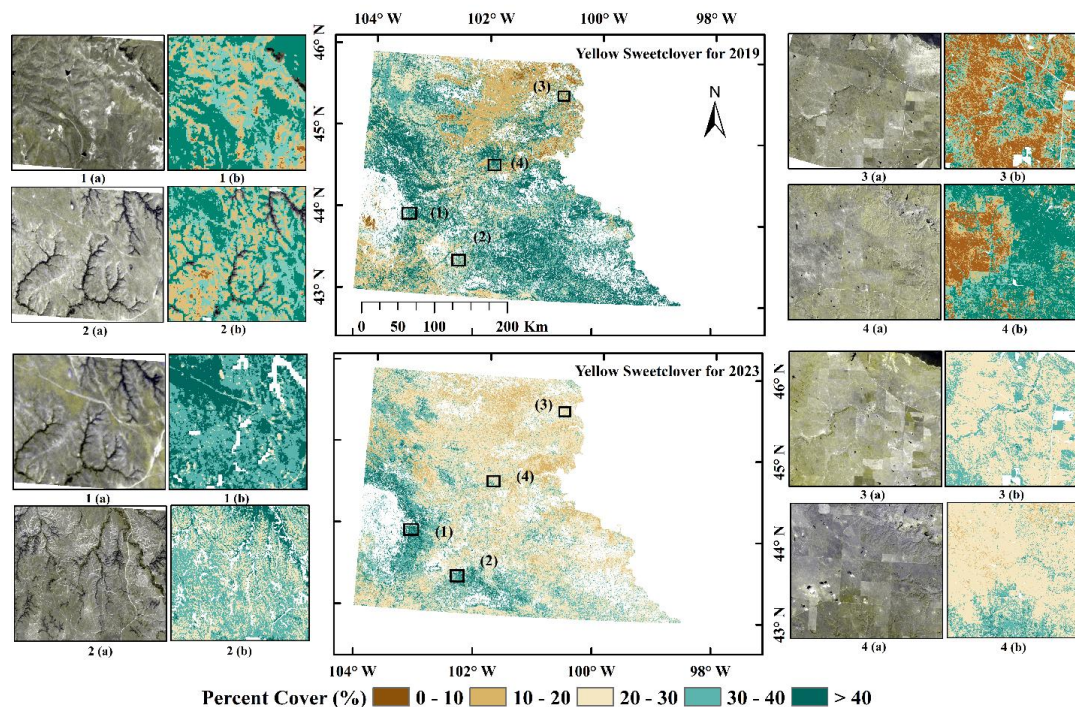 104° W 102° W 100° W 98° W
46° N
45° N
44° N
43° N
Yellow Sweetclover for 2019
N
(3)
(4)
(1)
(2)
0 50 100 150 200 Km
1 (a) 1 (b)
2 (a) 2 (b)
3 (a) 3 (b)
4 (a) 4 (b)
Yellow Sweetclover for 2023
(3)
(4)
(1)
(2)
1 (a) 1 (b)
2 (a) 2 (b)
46° N
45° N
44° N
43° N
3 (a) 3 (b)
4 (a) 4 (b)
104° W 102° W 100° W 98° W
Percent Cover (%) 0 - 10 10 - 20 20 - 30 30 - 40 > 40